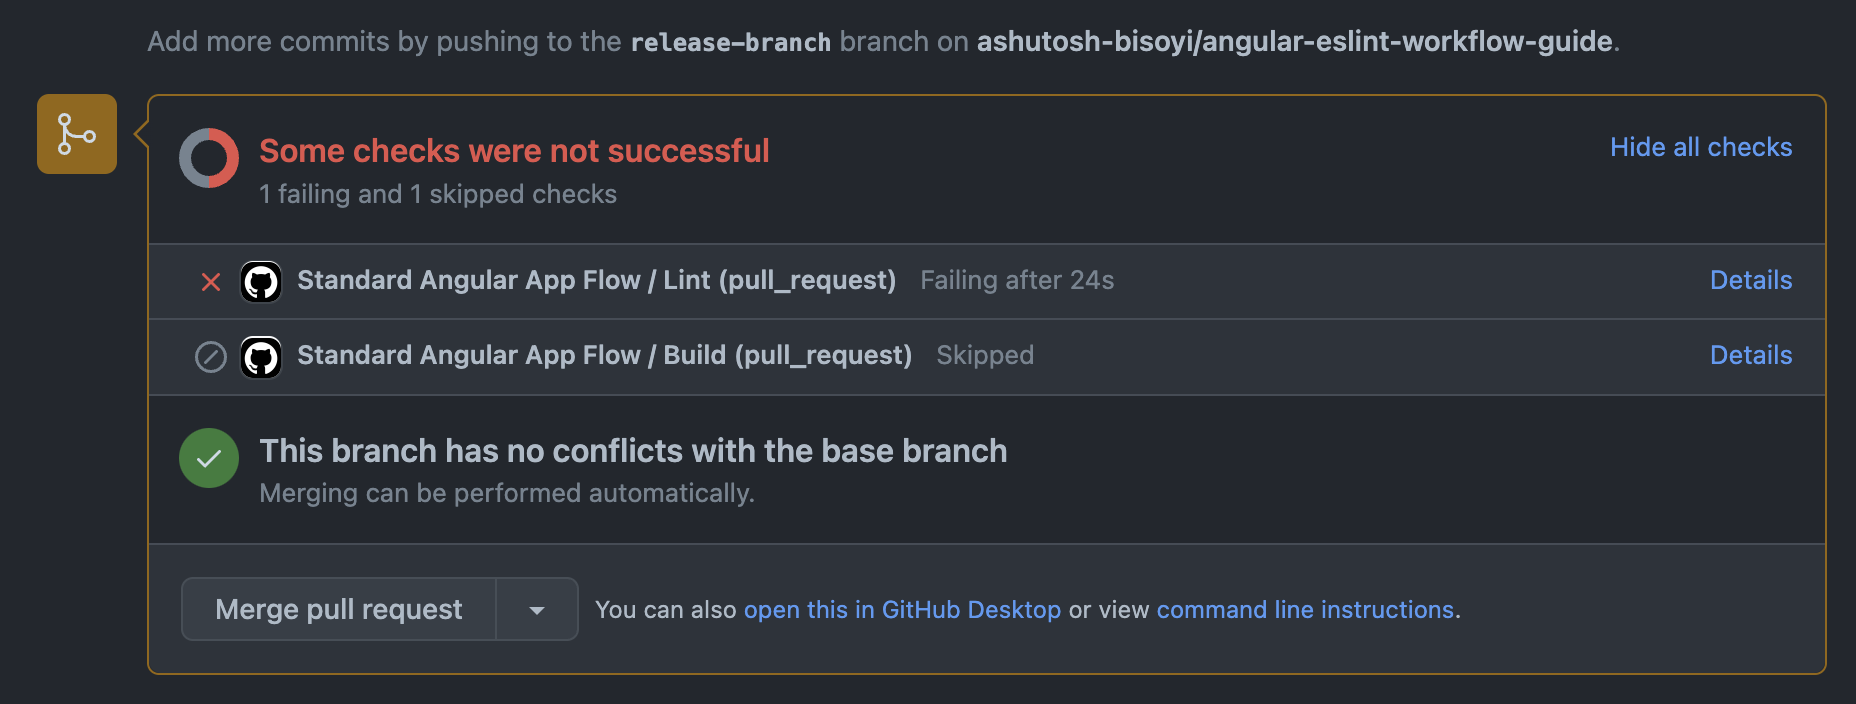 Add more commits by pushing to the release-branch branch on ashutosh-bisoyi/angular-eslint-workflow-guide.
Some checks were not successful
Hide all checks
1 failing and 1 skipped checks
Standard Angular App Flow / Lint (pull_request) Failing after 24s Details
Standard Angular App Flow / Build (pull_request) Skipped Details
This branch has no conflicts with the base branch
Merging can be performed automatically.
Merge pull request You can also open this in GitHub Desktop or view command line instructions.